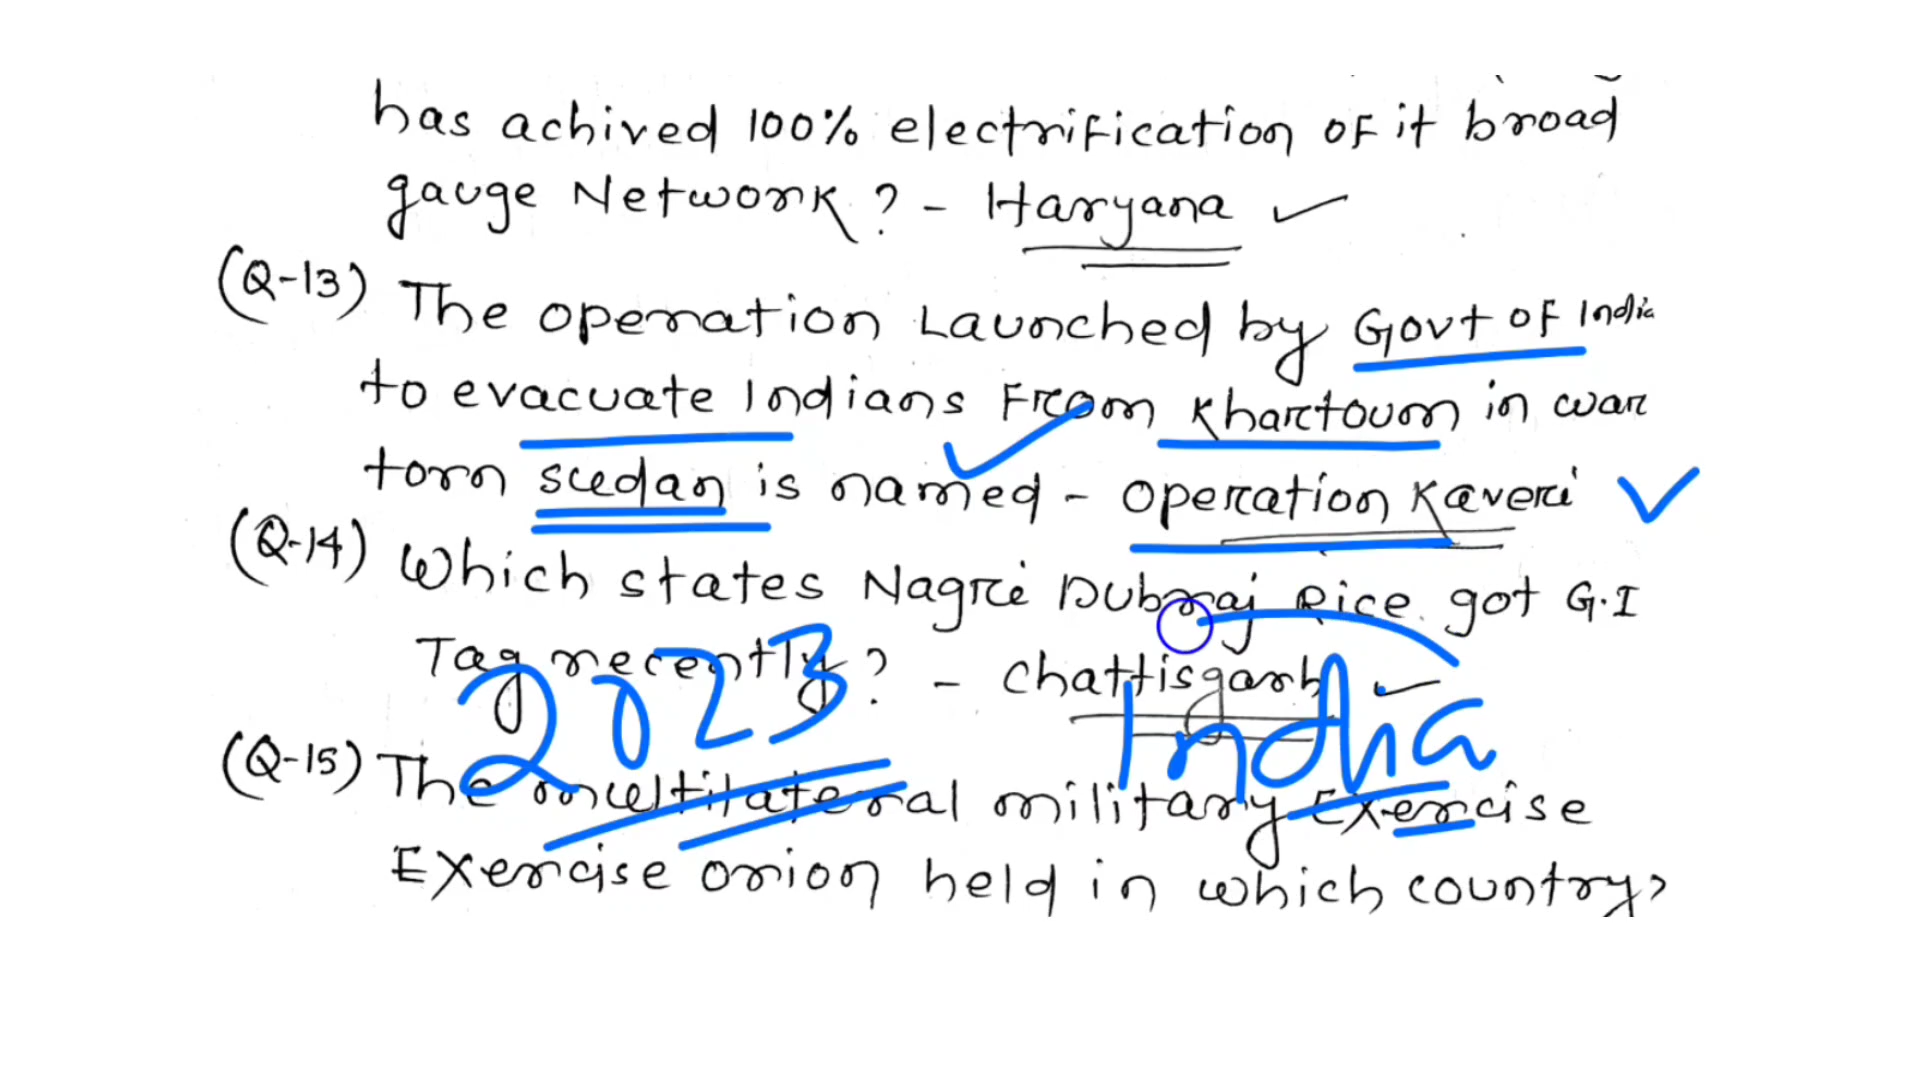 has achived 100% electrification of it broad
gauge Network? - Haryana
(Q-13) The operation Launched by Govt of India
to evacuate Indians From Khartoum in war
torn sudan is named - operation Kaveri
(Q-14) Which states Nagri Dubraj Rice got G.I
Tag recently? - chattisgarh
2023 India
(Q-15) The multilateral military Exercise
Exercise orion held in which country?